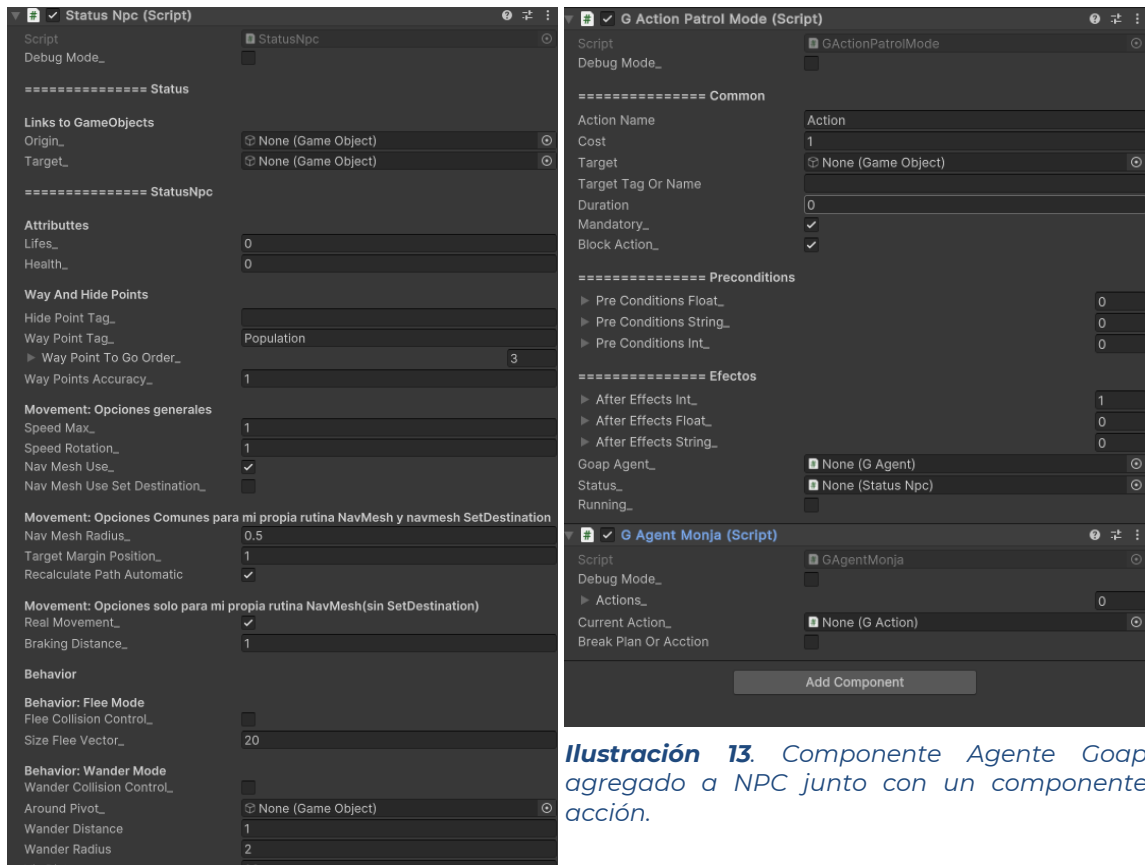 Status Npc (Script)
Script StatusNpc
Debug Mode_
=============== Status
Links to GameObjects
Origin_ None (Game Object)
Target_ None (Game Object)
=============== StatusNpc
Attributtes
Lifes_ 0
Health_ 0
Way And Hide Points
Hide Point Tag_
Way Point Tag_ Population
Way Point To Go Order_ 3
Way Points Accuracy_ 1
Movement: Opciones generales
Speed Max_ 1
Speed Rotation_ 1
Nav Mesh Use_
Nav Mesh Use Set Destination_
Movement: Opciones Comunes para mi propia rutina NavMesh y navmesh SetDestination
Nav Mesh Radius_ 0.5
Target Margin Position_ 1
Recalculate Path Automatic
Movement: Opciones solo para mi propia rutina NavMesh(sin SetDestination)
Real Movement_
Braking Distance_ 1
Behavior
Behavior: Flee Mode
Flee Collision Control_
Size Flee Vector_ 20
Behavior: Wander Mode
Wander Collision Control_
Around Pivot_ None (Game Object)
Wander Distance 1
Wander Radius 2
G Action Patrol Mode (Script)
Script GActionPatrolMode
Debug Mode_
=============== Common
Action Name Action
Cost 1
Target None (Game Object)
Target Tag Or Name
Duration 0
Mandatory_
Block Action_
=============== Preconditions
Pre Conditions Float_ 0
Pre Conditions String_ 0
Pre Conditions Int_ 0
=============== Efectos
After Effects Int_ 1
After Effects Float_ 0
After Effects String_ 0
Goap Agent_ None (G Agent)
Status_ None (Status Npc)
Running_
G Agent Monja (Script)
Script GAgentMonja
Debug Mode_
Actions_ 0
Current Action_ None (G Action)
Break Plan Or Acction
Add Component
Ilustración 13. Componente Agente Goap
agregado a NPC junto con un componente
acción.